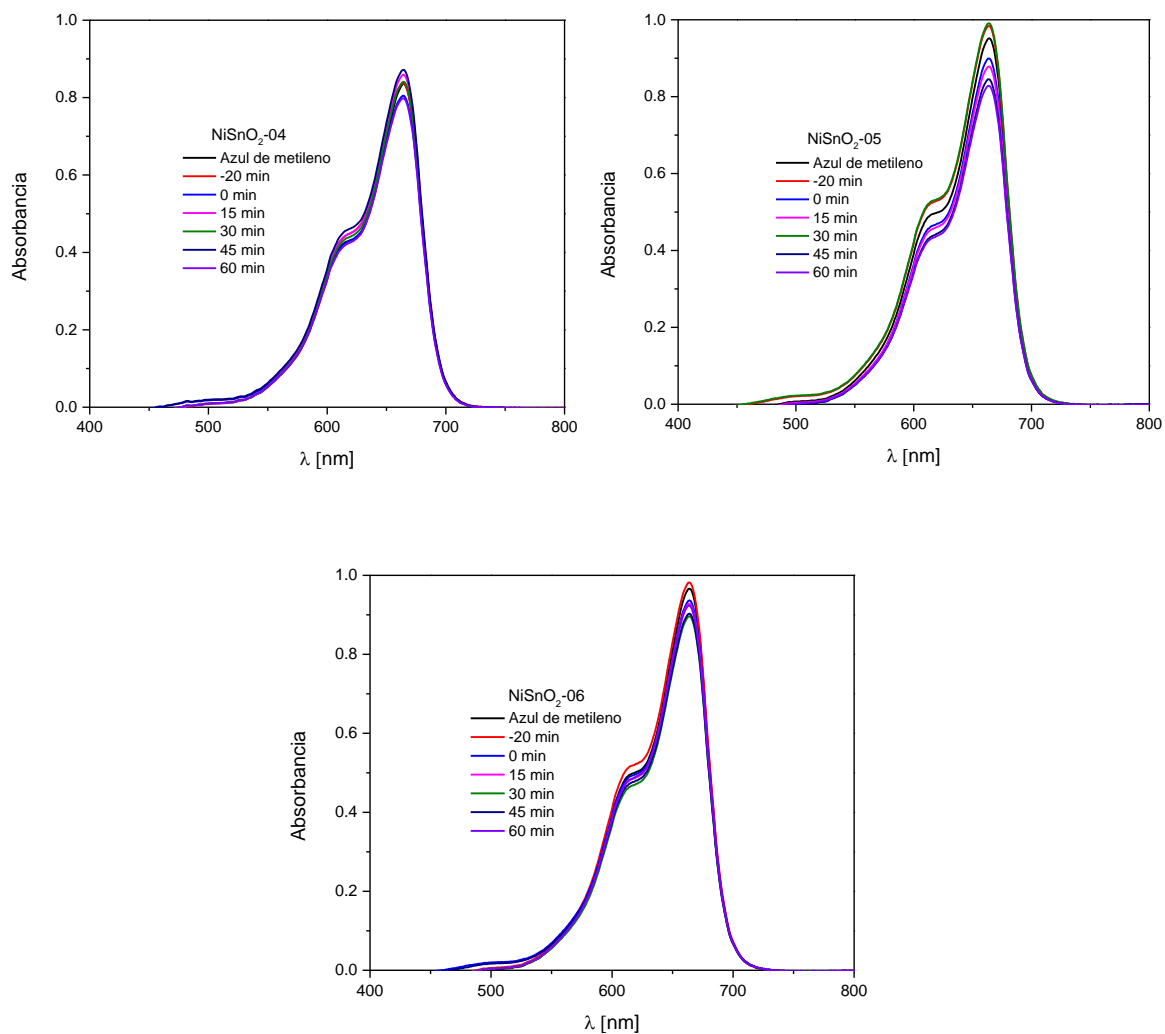 1.0
0.8
0.6
0.4
0.2
0.0
Absorbancia
NiSnO2-04
Azul de metileno
-20 min
0 min
15 min
30 min
45 min
60 min
400 500 600 700 800
λ [nm]
1.0
0.8
0.6
0.4
0.2
0.0
Absorbancia
NiSnO2-05
Azul de metileno
-20 min
0 min
15 min
30 min
45 min
60 min
400 500 600 700 800
λ [nm]
1.0
0.8
0.6
0.4
0.2
0.0
Absorbancia
NiSnO2-06
Azul de metileno
-20 min
0 min
15 min
30 min
45 min
60 min
400 500 600 700 800
λ [nm]